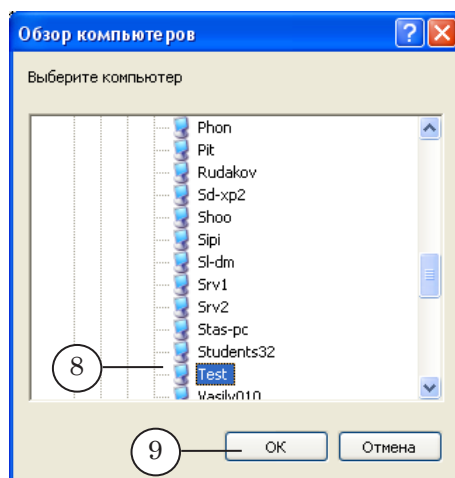 Обзор компьютеров
Выберите компьютер
Phon
Pit
Rudakov
Sd-xp2
Shoo
Sipi
Sl-dm
Srv1
Srv2
Stas-pc
Students32
8 Test
Vasily010
9 OK Отмена